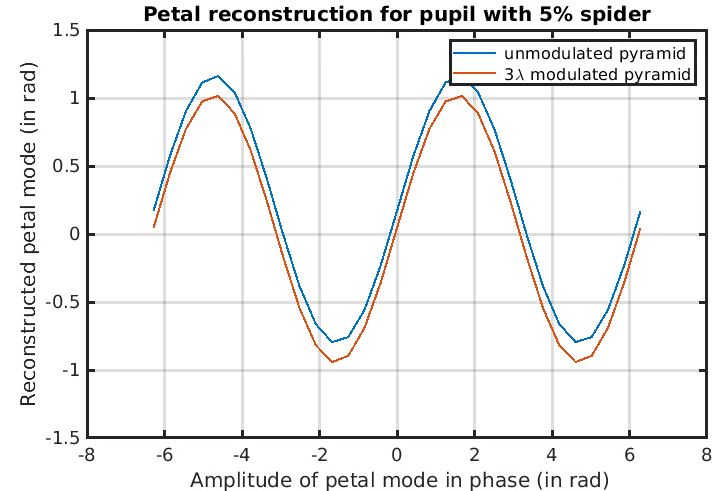 Petal reconstruction for pupil with 5% spider
unmodulated pyramid
3λ modulated pyramid
Reconstructed petal mode (in rad)
1.5
1
0.5
0
-0.5
-1
-1.5
-8 -6 -4 -2 0 2 4 6 8
Amplitude of petal mode in phase (in rad)